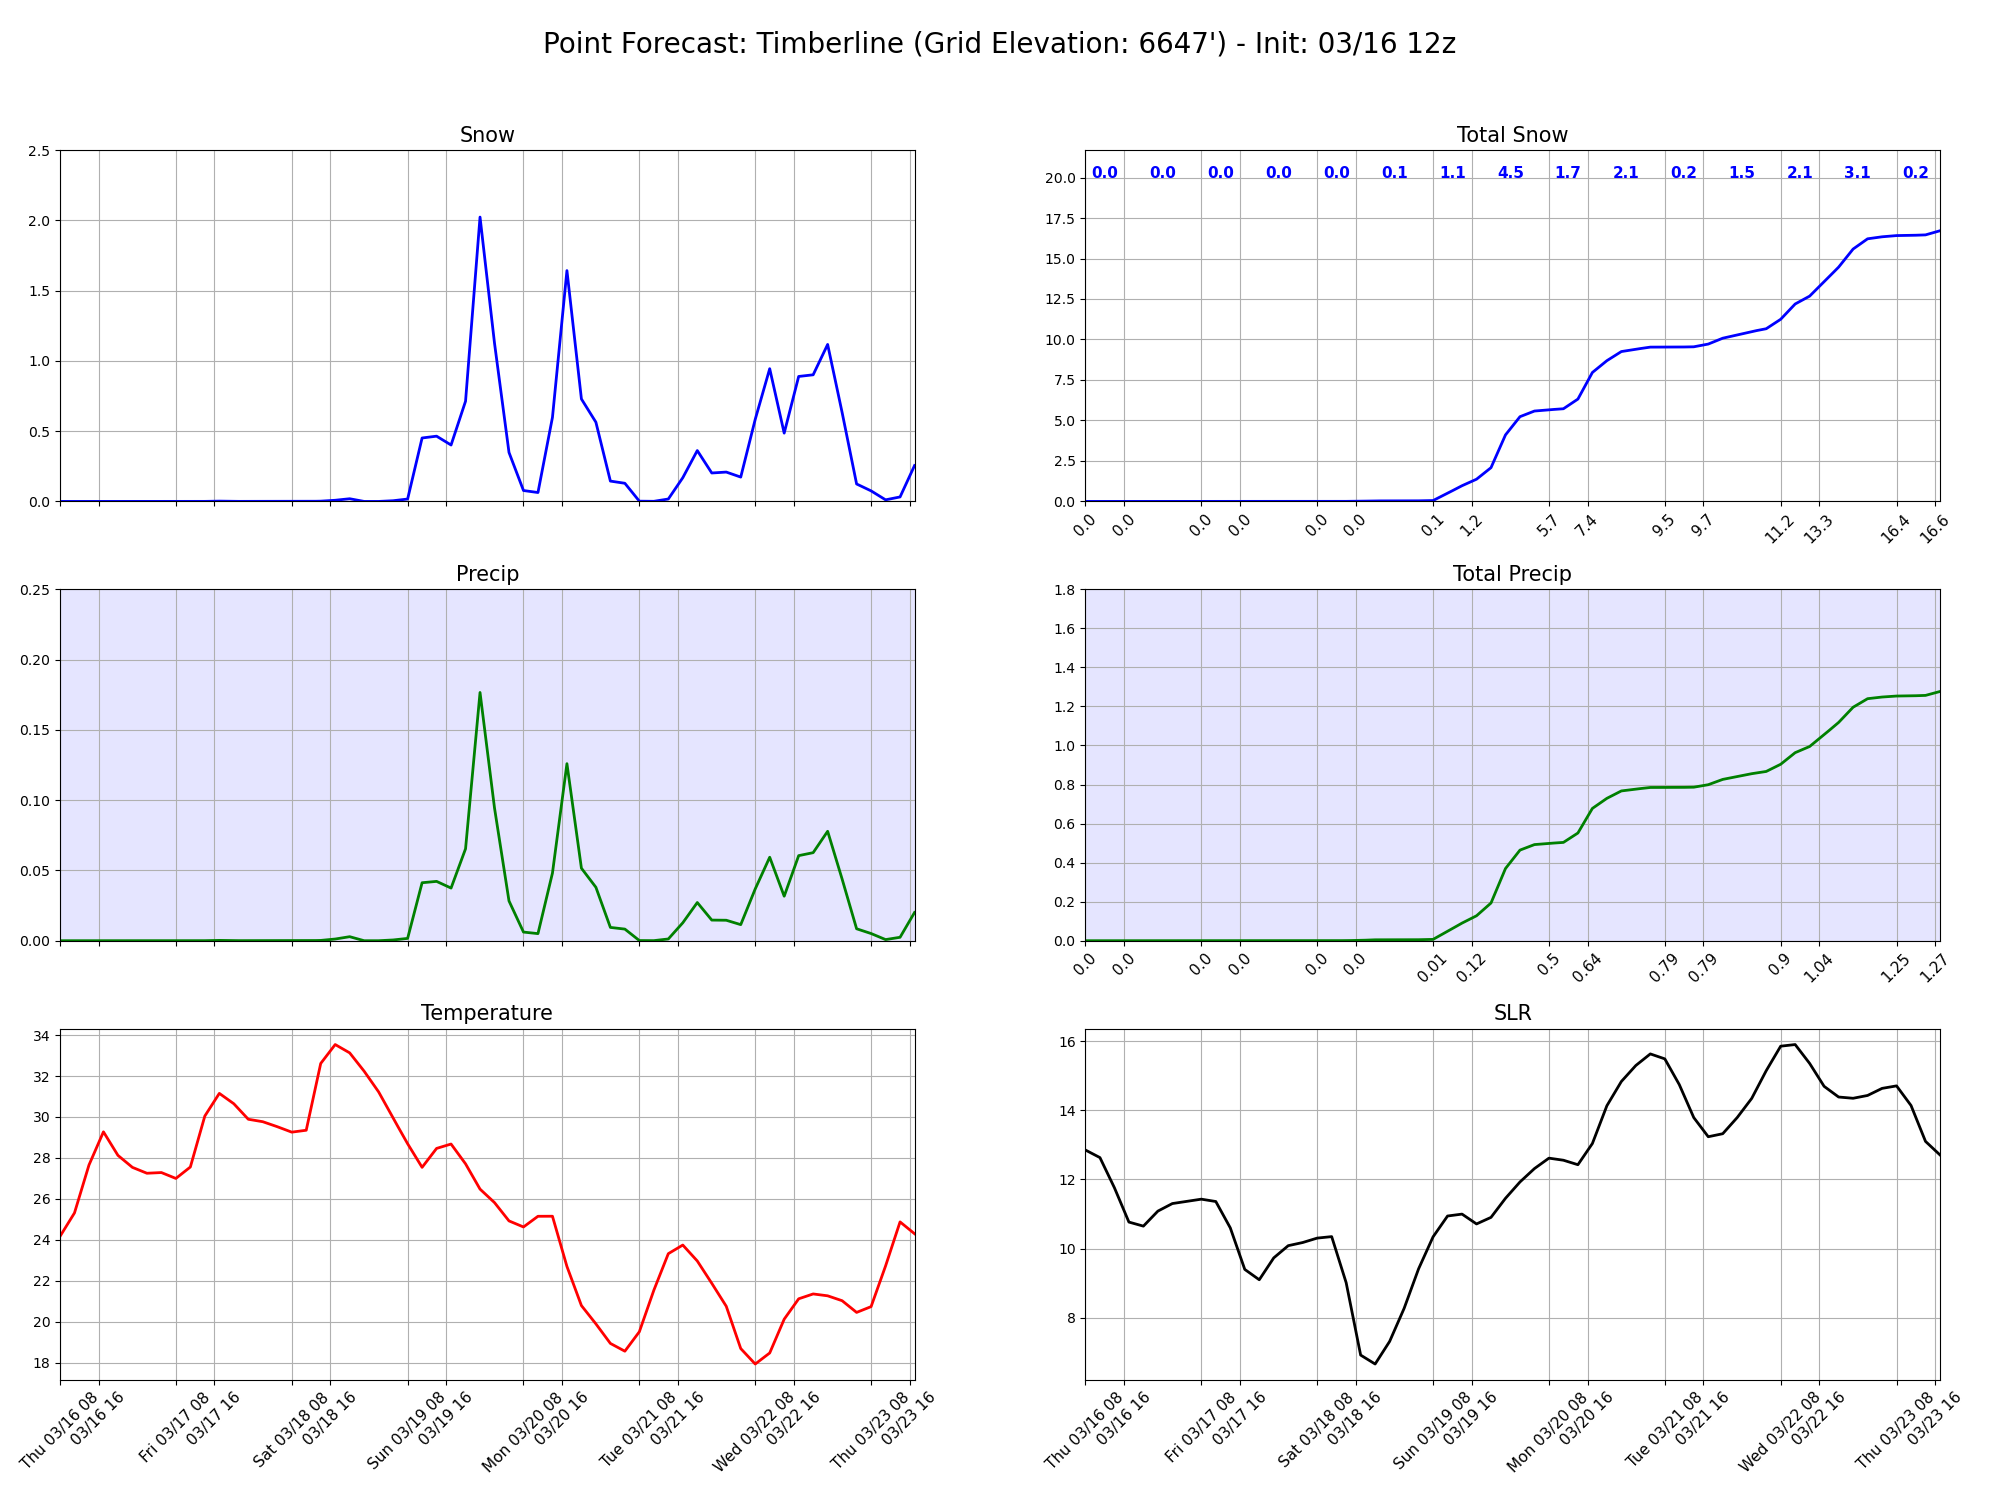 Point Forecast: Timberline (Grid Elevation: 6647') - Init: 03/16 12z
Snow
2.5
2.0
1.5
1.0
0.5
0.0
Total Snow
0.0 0.0 0.0 0.0 0.0 0.1 1.1 4.5 1.7 2.1 0.2 1.5 2.1 3.1 0.2
20.0
17.5
15.0
12.5
10.0
7.5
5.0
2.5
0.0
0.0 0.0 0.0 0.0 0.0 0.0 0.1 1.2 5.7 7.4 9.5 9.7 11.2 13.3 16.4 16.6
Precip
0.25
0.20
0.15
0.10
0.05
0.00
Total Precip
1.8
1.6
1.4
1.2
1.0
0.8
0.6
0.4
0.2
0.0
0.0 0.0 0.0 0.0 0.0 0.0 0.01 0.12 0.5 0.64 0.79 0.79 0.9 1.04 1.25 1.27
Temperature
34
32
30
28
26
24
22
20
18
Thu 03/16 08
03/16 16
Fri 03/17 08
03/17 16
Sat 03/18 08
03/18 16
Sun 03/19 08
03/19 16
Mon 03/20 08
03/20 16
Tue 03/21 08
03/21 16
Wed 03/22 08
03/22 16
Thu 03/23 08
03/23 16
SLR
16
14
12
10
8
Thu 03/16 08
03/16 16
Fri 03/17 08
03/17 16
Sat 03/18 08
03/18 16
Sun 03/19 08
03/19 16
Mon 03/20 08
03/20 16
Tue 03/21 08
03/21 16
Wed 03/22 08
03/22 16
Thu 03/23 08
03/23 16